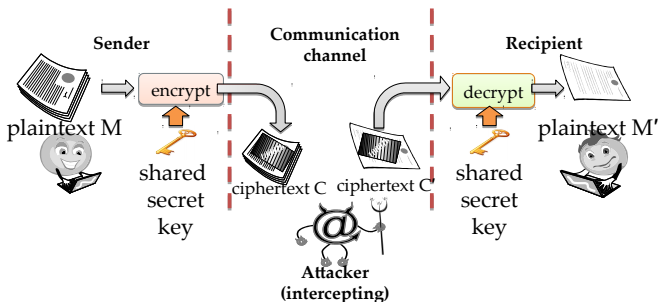 Sender
Communication
channel
Recipient
encrypt
decrypt
plaintext M
plaintext M′
shared
secret
key
ciphertext C
ciphertext C′
shared
secret
key
@
Attacker
(intercepting)